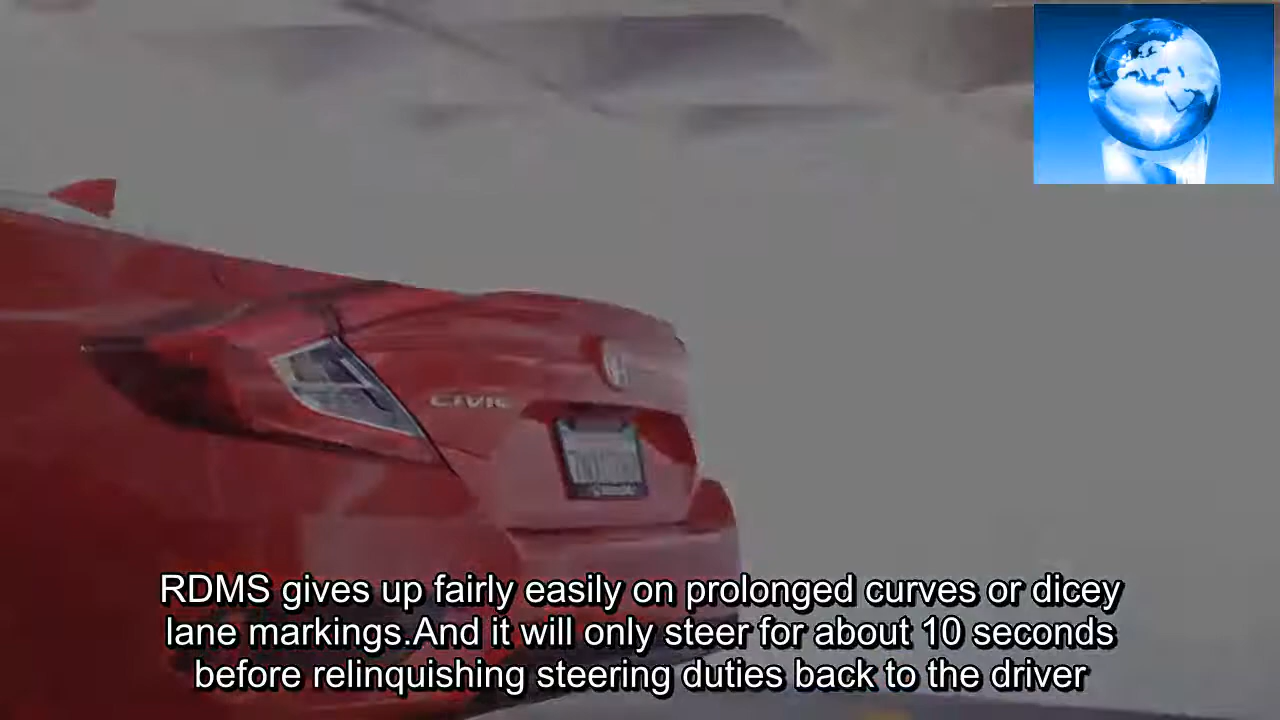 CIVIC
RDMS gives up fairly easily on prolonged curves or dicey
lane markings.And it will only steer for about 10 seconds
before relinquishing steering duties back to the driver